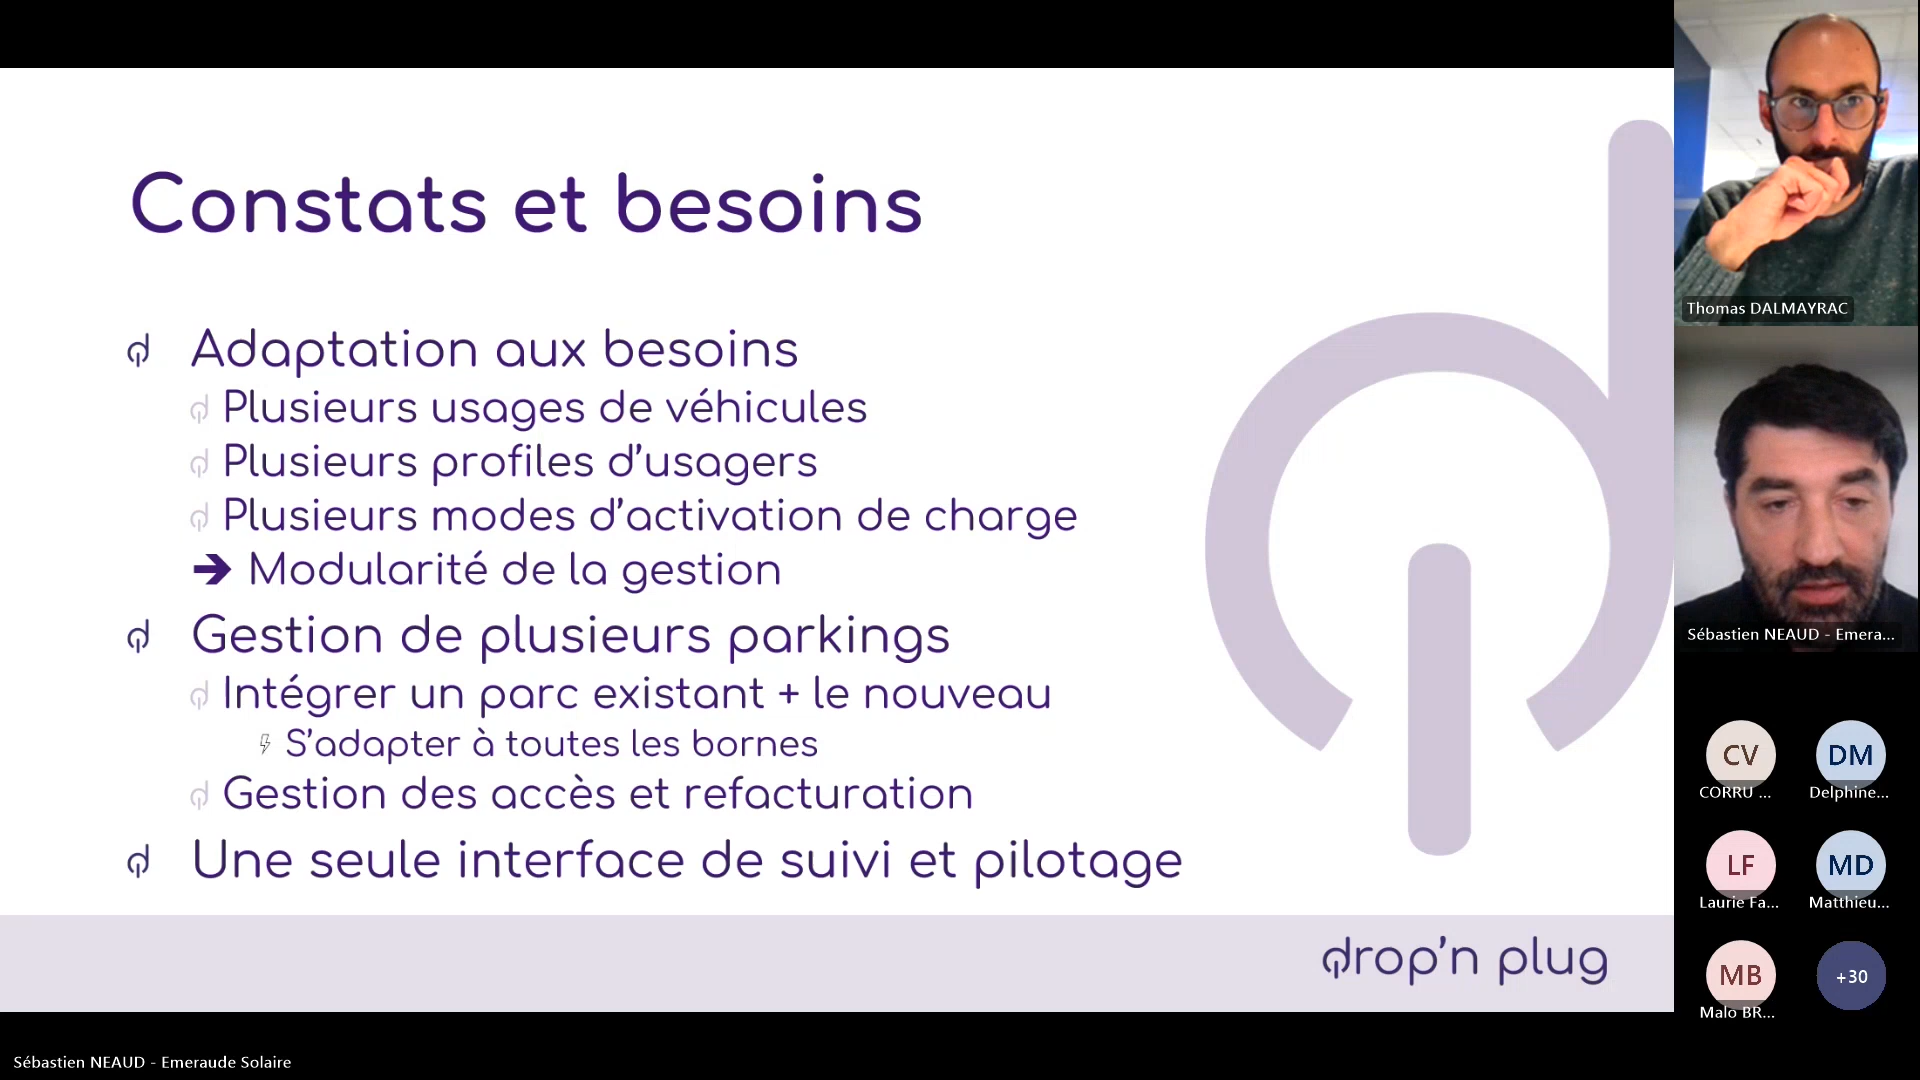 Constats et besoins
Adaptation aux besoins
Plusieurs usages de véhicules
Plusieurs profiles d’usagers
Plusieurs modes d’activation de charge
➔ Modularité de la gestion
Gestion de plusieurs parkings
Intégrer un parc existant + le nouveau
S’adapter à toutes les bornes
Gestion des accès et refacturation
Une seule interface de suivi et pilotage
drop’n plug
Thomas DALMAYRAC
Sébastien NEAUD - Emera...
CV
CORRU ...
DM
Delphine...
LF
Laurie Fa...
MD
Matthieu...
MB
Malo BR...
+30
Sébastien NEAUD - Emeraude Solaire